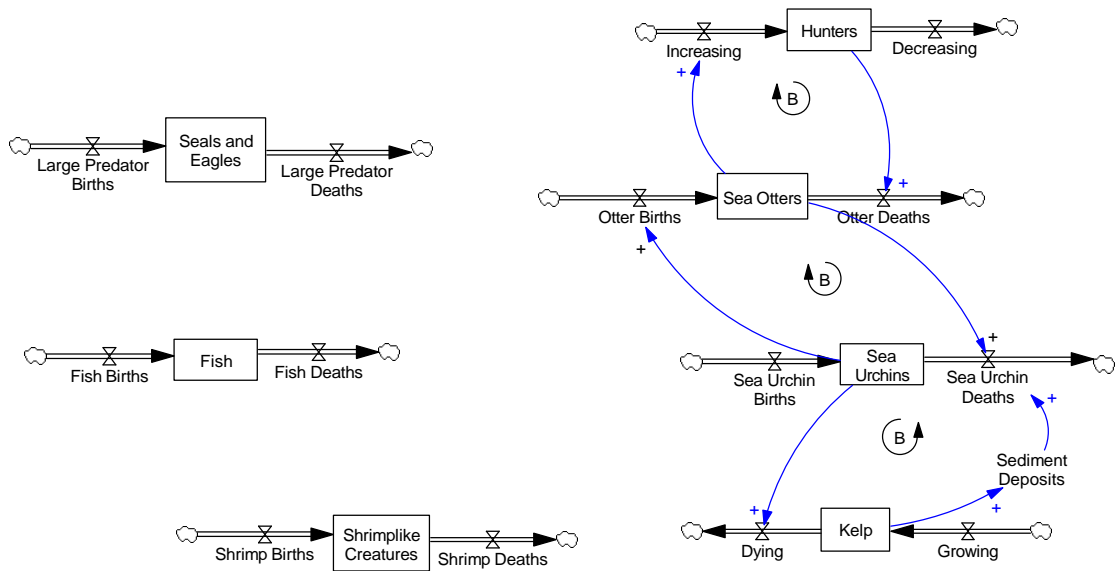 Increasing
Hunters
Decreasing
+
B
Seals and
Eagles
Large Predator
Births
Large Predator
Deaths
+
Otter Births
Sea Otters
Otter Deaths
+
B
+
Fish Births
Fish
Fish Deaths
Sea Urchin
Births
Sea
Urchins
Sea Urchin
Deaths
+
B
Sediment
Deposits
+
+
Shrimp Births
Shrimplike
Creatures
Shrimp Deaths
Dying
Kelp
Growing